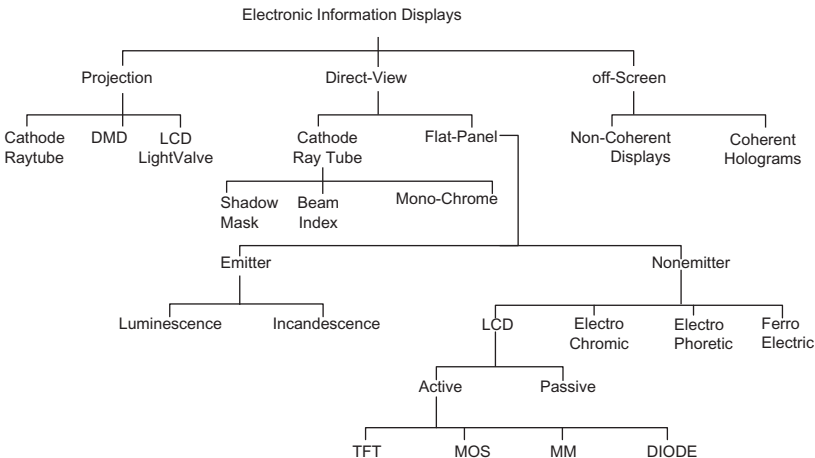 Electronic Information Displays
Projection
Direct-View
off-Screen
Cathode
Raytube
DMD
LCD
LightValve
Cathode
Ray Tube
Flat-Panel
Non-Coherent
Displays
Coherent
Holograms
Shadow
Mask
Beam
Index
Mono-Chrome
Emitter
Nonemitter
Luminescence
Incandescence
LCD
Electro
Chromic
Electro
Phoretic
Ferro
Electric
Active
Passive
TFT
MOS
MM
DIODE